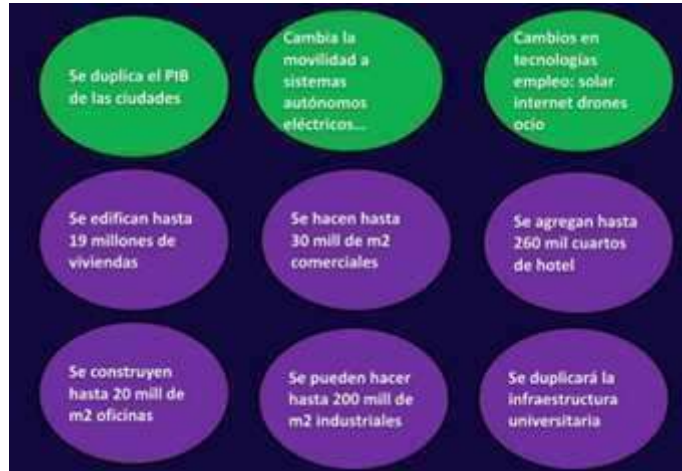 Se duplica el PIB
de las ciudades
Cambia la
movilidad a
sistemas
autónomos
eléctricos...
Cambios en
tecnologías
empleo: solar
internet drones
ocio
Se edifican hasta
19 millones de
viviendas
Se hacen hasta
30 mill de m2
comerciales
Se agregan hasta
260 mil cuartos
de hotel
Se construyen
hasta 20 mill de
m2 oficinas
Se pueden hacer
hasta 200 mill de
m2 industriales
Se duplicará la
infraestructura
universitaria